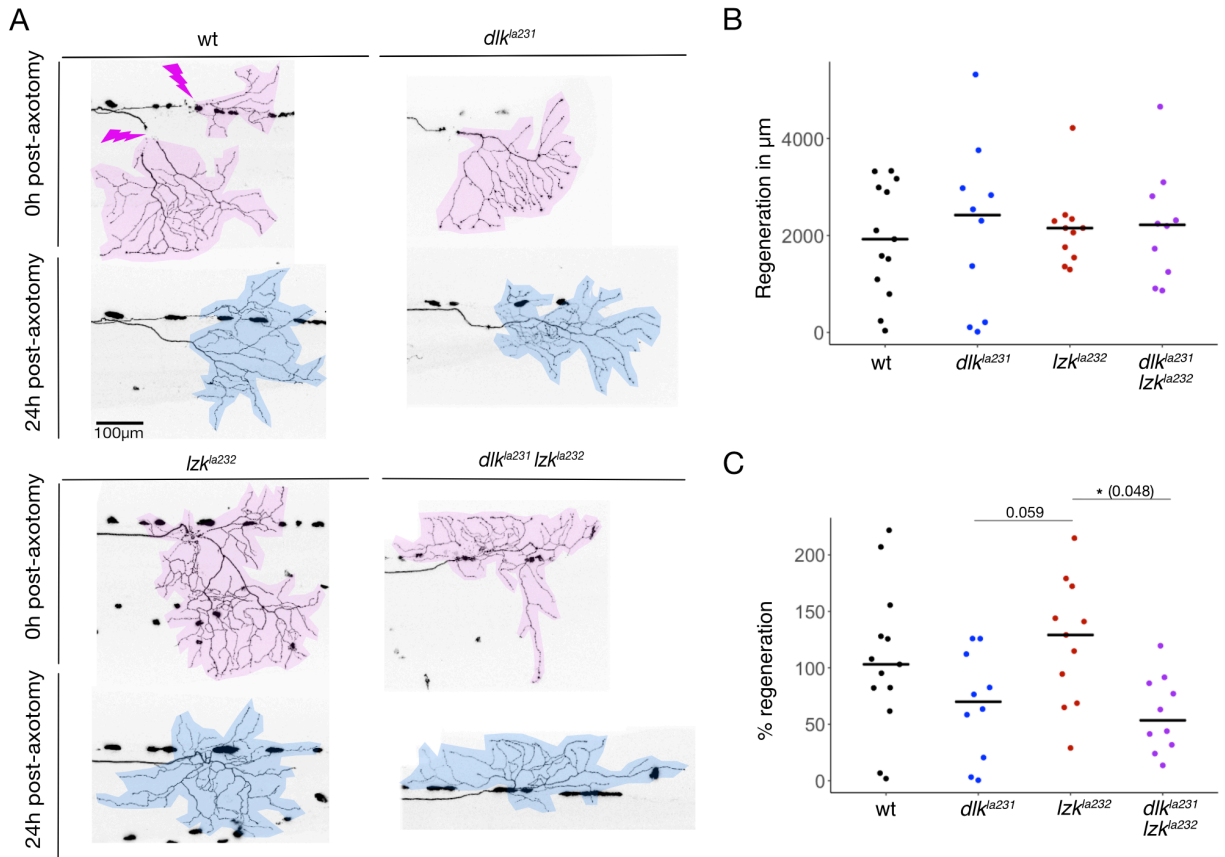 A
wt
dlk^la231
0h post-axotomy
24h post-axotomy
100µm
lzk^la232
dlk^la231 lzk^la232
0h post-axotomy
24h post-axotomy
B
Regeneration in µm
4000
2000
0
wt
dlk^la231
lzk^la232
dlk^la231
lzk^la232
C
* (0.048)
0.059
% regeneration
200
150
100
50
0
wt
dlk^la231
lzk^la232
dlk^la231
lzk^la232